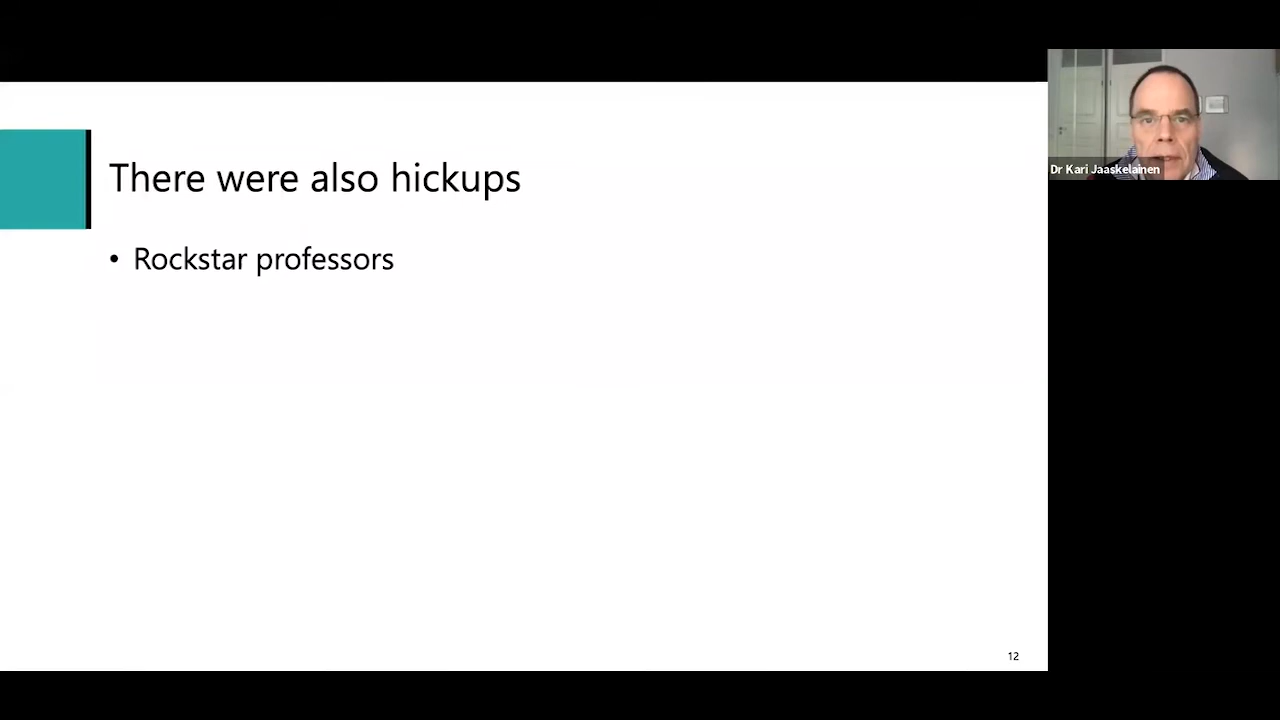 There were also hickups
• Rockstar professors
Dr Kari Jaaskelainen
12